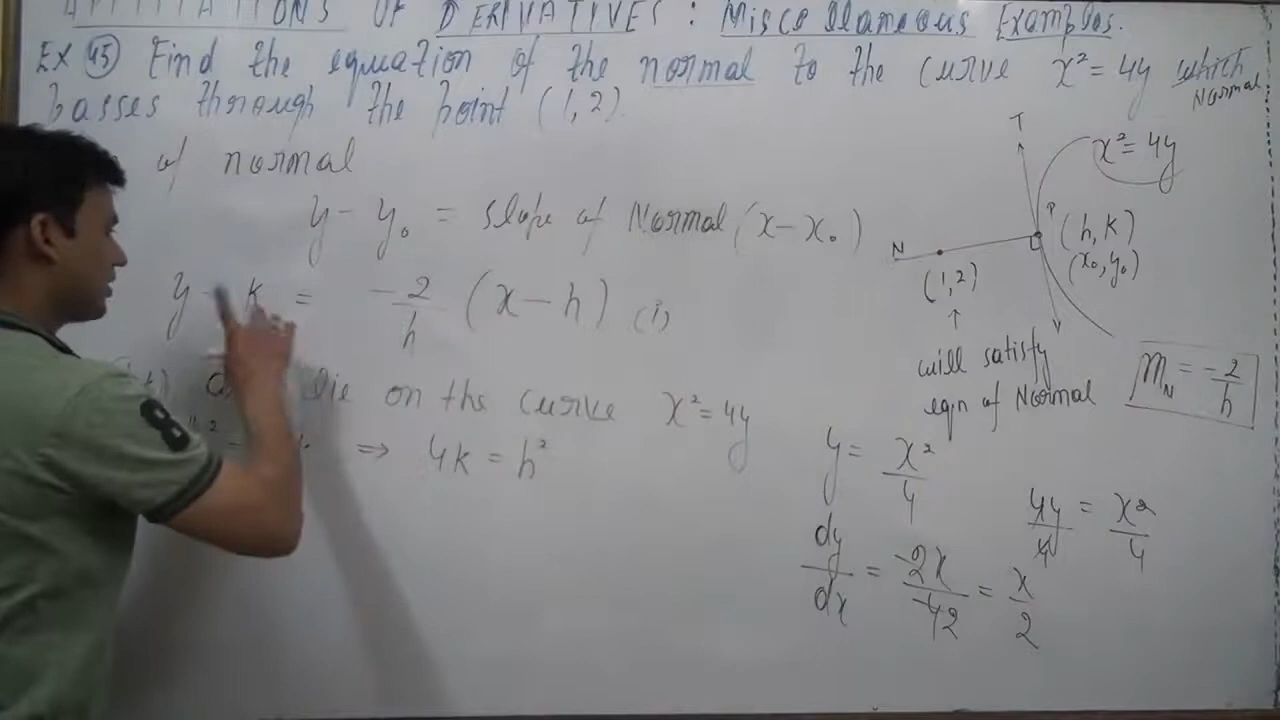 OF DERIVATIVES : Miscellaneous Examples.
Ex 45 Find the equation of the normal to the curve x² = 4y which
passes through the point (1,2).
Normal
of normal
y - y₀ = slope of Normal (x - x₀)
y - k = -2/h (x - h) (i)
lie on the curve x² = 4y
⇒ 4k = h²
T
x² = 4y
P
(h, k)
(x₀, y₀)
N
(1,2)
↑
will satisfy
eqn of Normal
m_N = -2/h
y = x²/4
4y/4 = x²/4
dy/dx = 2x/42 = x/2